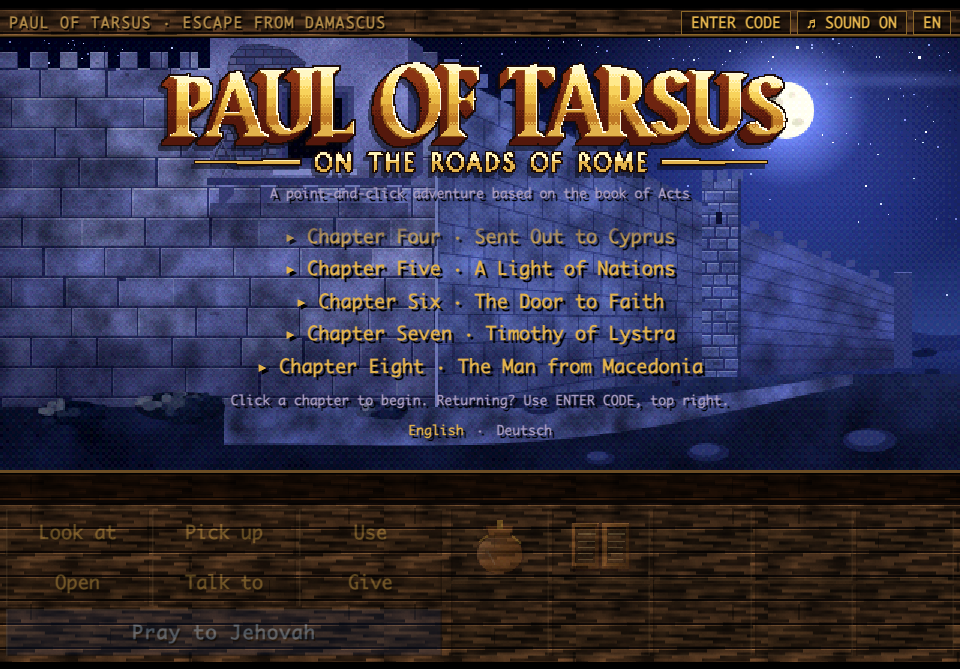 PAUL OF TARSUS · ESCAPE FROM DAMASCUS
ENTER CODE
♬ SOUND ON
EN
PAUL OF TARSUS
ON THE ROADS OF ROME
A point-and-click adventure based on the book of Acts
▸ Chapter Four · Sent Out to Cyprus
▸ Chapter Five · A Light of Nations
▸ Chapter Six · The Door to Faith
▸ Chapter Seven · Timothy of Lystra
▸ Chapter Eight · The Man from Macedonia
Click a chapter to begin. Returning? Use ENTER CODE, top right.
English · Deutsch
Look at
Pick up
Use
Open
Talk to
Give
Pray to Jehovah